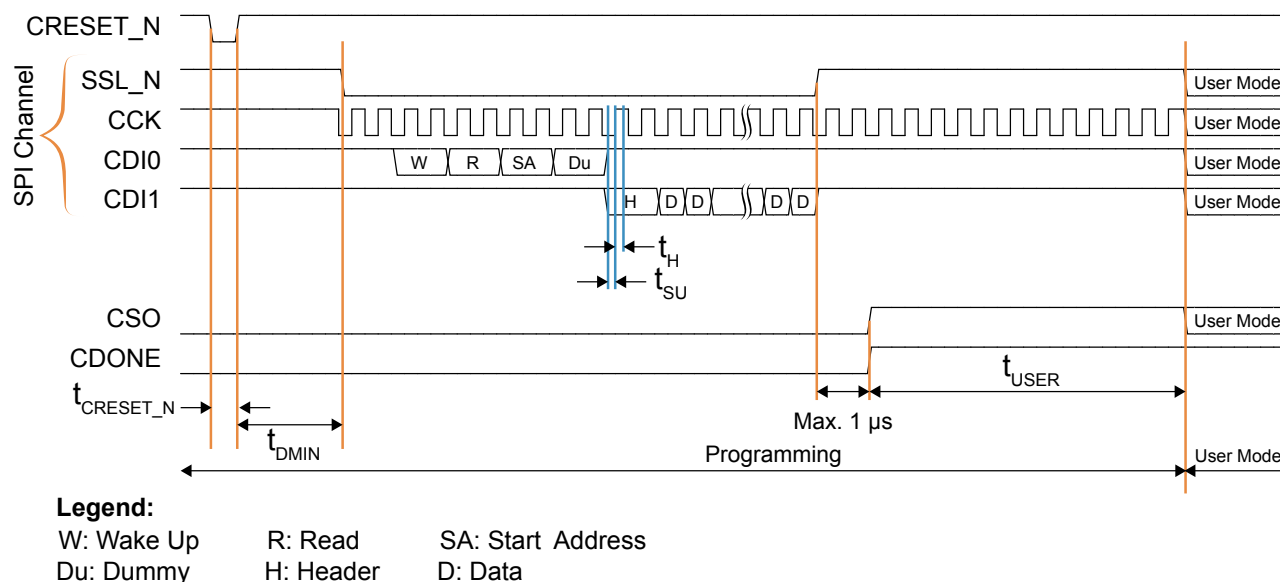 CRESET_N
SPI Channel
SSL_N User Mode
CCK User Mode
CDI0 W R SA Du User Mode
CDI1 H D D D D User Mode
tH
tSU
CSO User Mode
CDONE
tUSER
tCRESET_N
Max. 1 µs
tDMIN
Programming User Mode
Legend:
W: Wake Up R: Read SA: Start Address
Du: Dummy H: Header D: Data